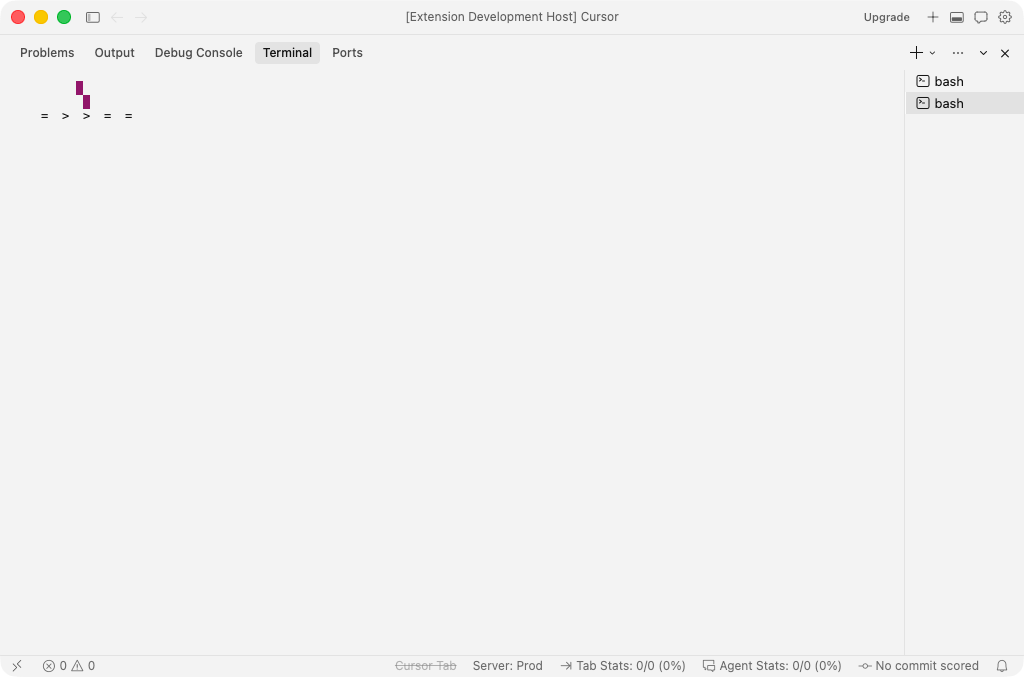 [Extension Development Host] Cursor
Upgrade
Problems Output Debug Console Terminal Ports
bash
bash
= > > = =
0 0 Cursor Tab Server: Prod Tab Stats: 0/0 (0%) Agent Stats: 0/0 (0%) No commit scored